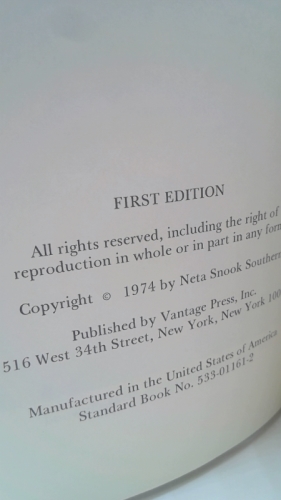 FIRST EDITION
All rights reserved, including the right of
reproduction in whole or in part in any form
Copyright © 1974 by Neta Snook Southern
Published by Vantage Press, Inc.
516 West 34th Street, New York, New York 100
Manufactured in the United States of America
Standard Book No. 533-01161-2